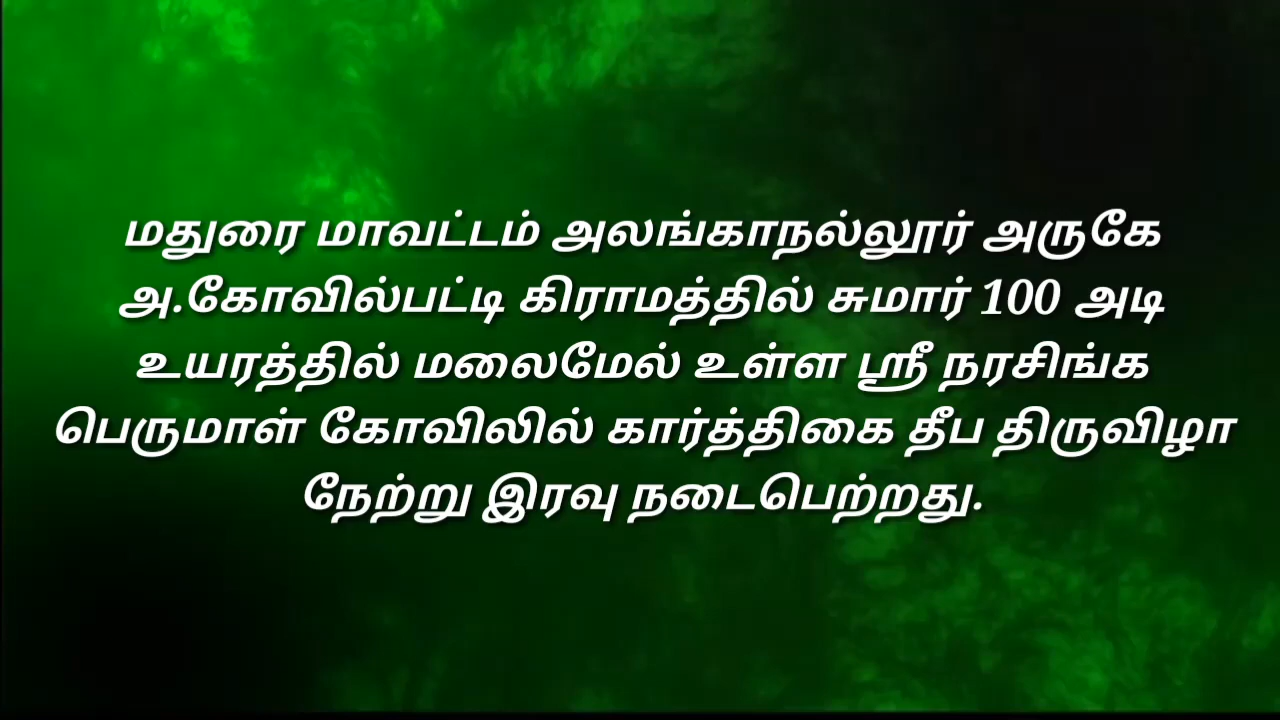 மதுரை மாவட்டம் அலங்காநல்லூர் அருகே
அ.கோவில்பட்டி கிராமத்தில் சுமார் 100 அடி
உயரத்தில் மலைமேல் உள்ள ஸ்ரீ நரசிங்க
பெருமாள் கோவிலில் கார்த்திகை தீப திருவிழா
நேற்று இரவு நடைபெற்றது.